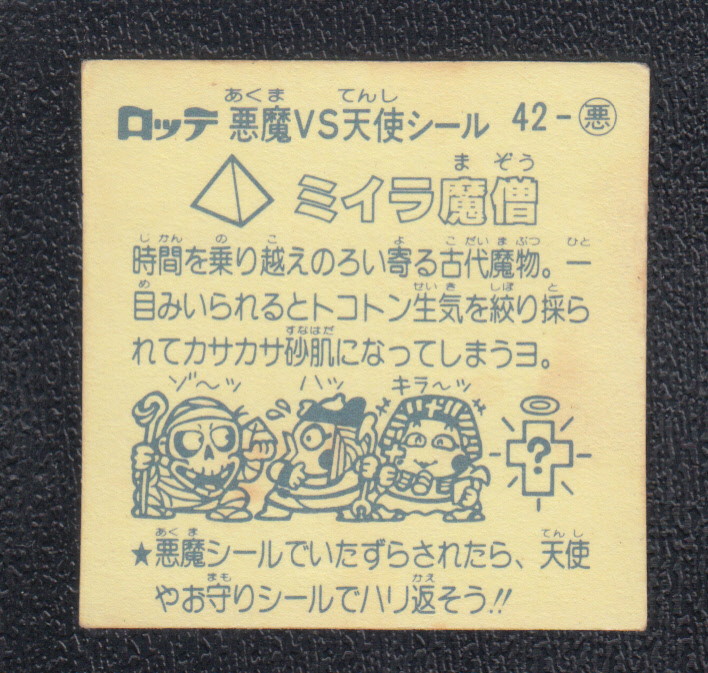 ロッテ 悪魔VS天使シール 42-悪
あくま てんし
ミイラ魔僧
まぞう
時間を乗り越えのろい寄る古代魔物。一
じかん の こ よ こだいまぶつ ひと
目みいられるとトコトン生気を絞り採ら
め せいき しぼ と
れてカサカサ砂肌になってしまうヨ。
すなはだ
ゾ〜ッ ハッ キラ〜ッ
?
★悪魔シールでいたずらされたら、天使
あくま てんし
やお守りシールでハリ返そう!!
まも かえ